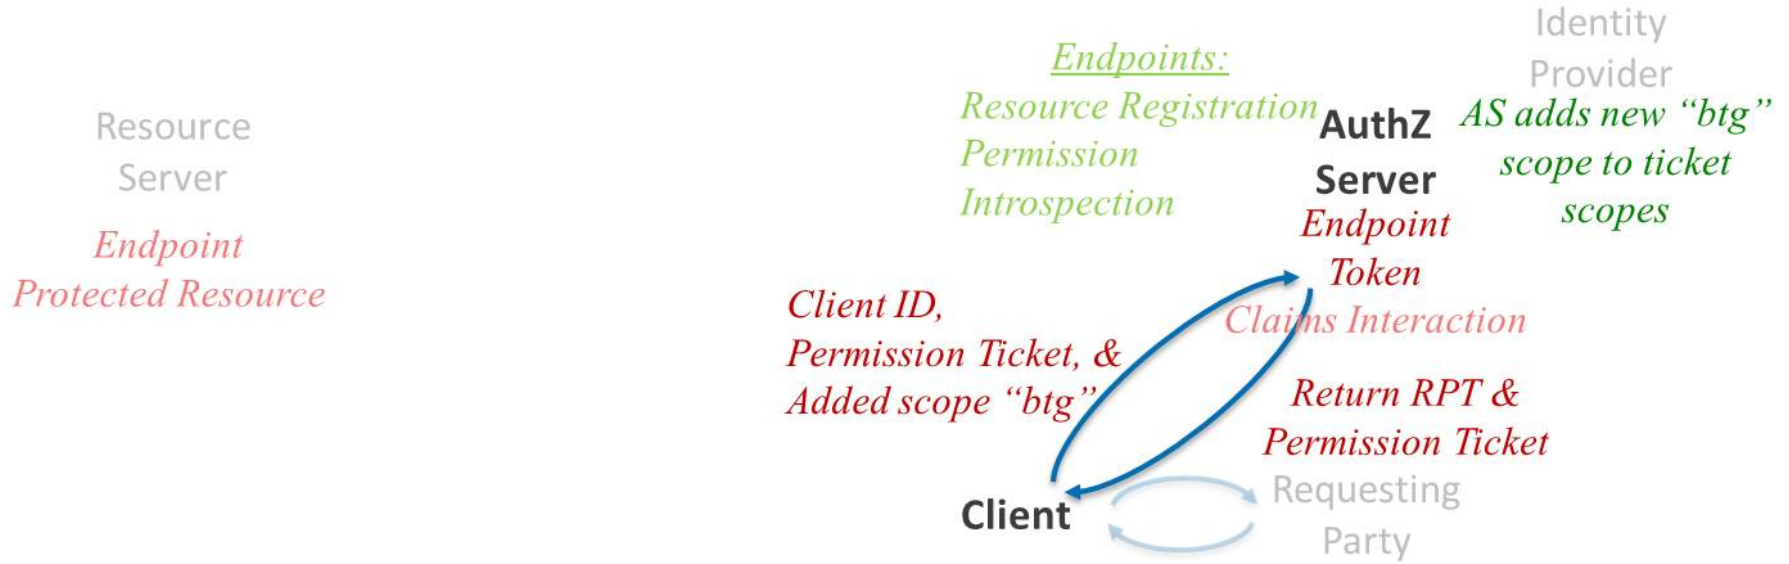 Resource
Server
Endpoint
Protected Resource
Endpoints:
Resource Registration
Permission
Introspection
Identity
Provider
AuthZ
Server
AS adds new “btg”
scope to ticket
scopes
Endpoint
Token
Claims Interaction
Client ID,
Permission Ticket, &
Added scope “btg”
Return RPT &
Permission Ticket
Client
Requesting
Party